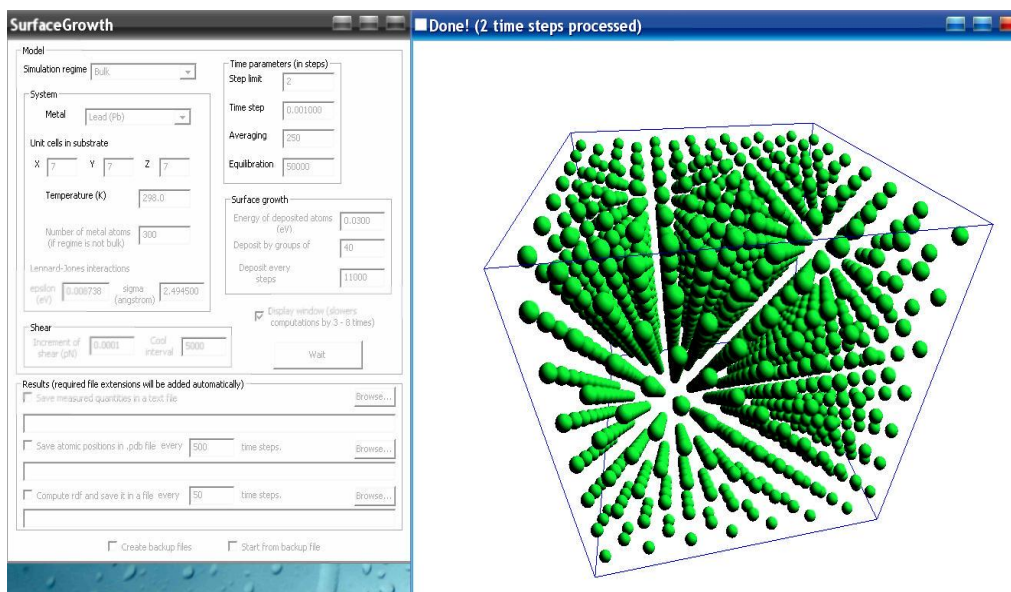 SurfaceGrowth
Done! (2 time steps processed)
Model
Simulation regime Bulk
System
Metal Lead (Pb)
Unit cells in substrate
X 7 Y 7 Z 7
Temperature (K) 298.0
Number of metal atoms
(if regime is not bulk) 300
Lennard-Jones interactions
epsilon (eV) 0.008738 sigma (angstrom) 2.494500
Time parameters (in steps)
Step limit 2
Time step 0.001000
Averaging 250
Equilibration 50000
Surface growth
Energy of deposited atoms
(eV) 0.0300
Deposit by groups of 40
Deposit every
steps 11000
Display window (slowers
computations by 3 - 8 times)
Shear
Increment of
shear (pN) 0.0001
Cool
interval 5000
Wait
Results (required file extensions will be added automatically)
Save measured quantities in a text file Browse...
Save atomic positions in .pdb file every 500 time steps. Browse...
Compute rdf and save it in a file every 50 time steps. Browse...
Create backup files Start from backup file